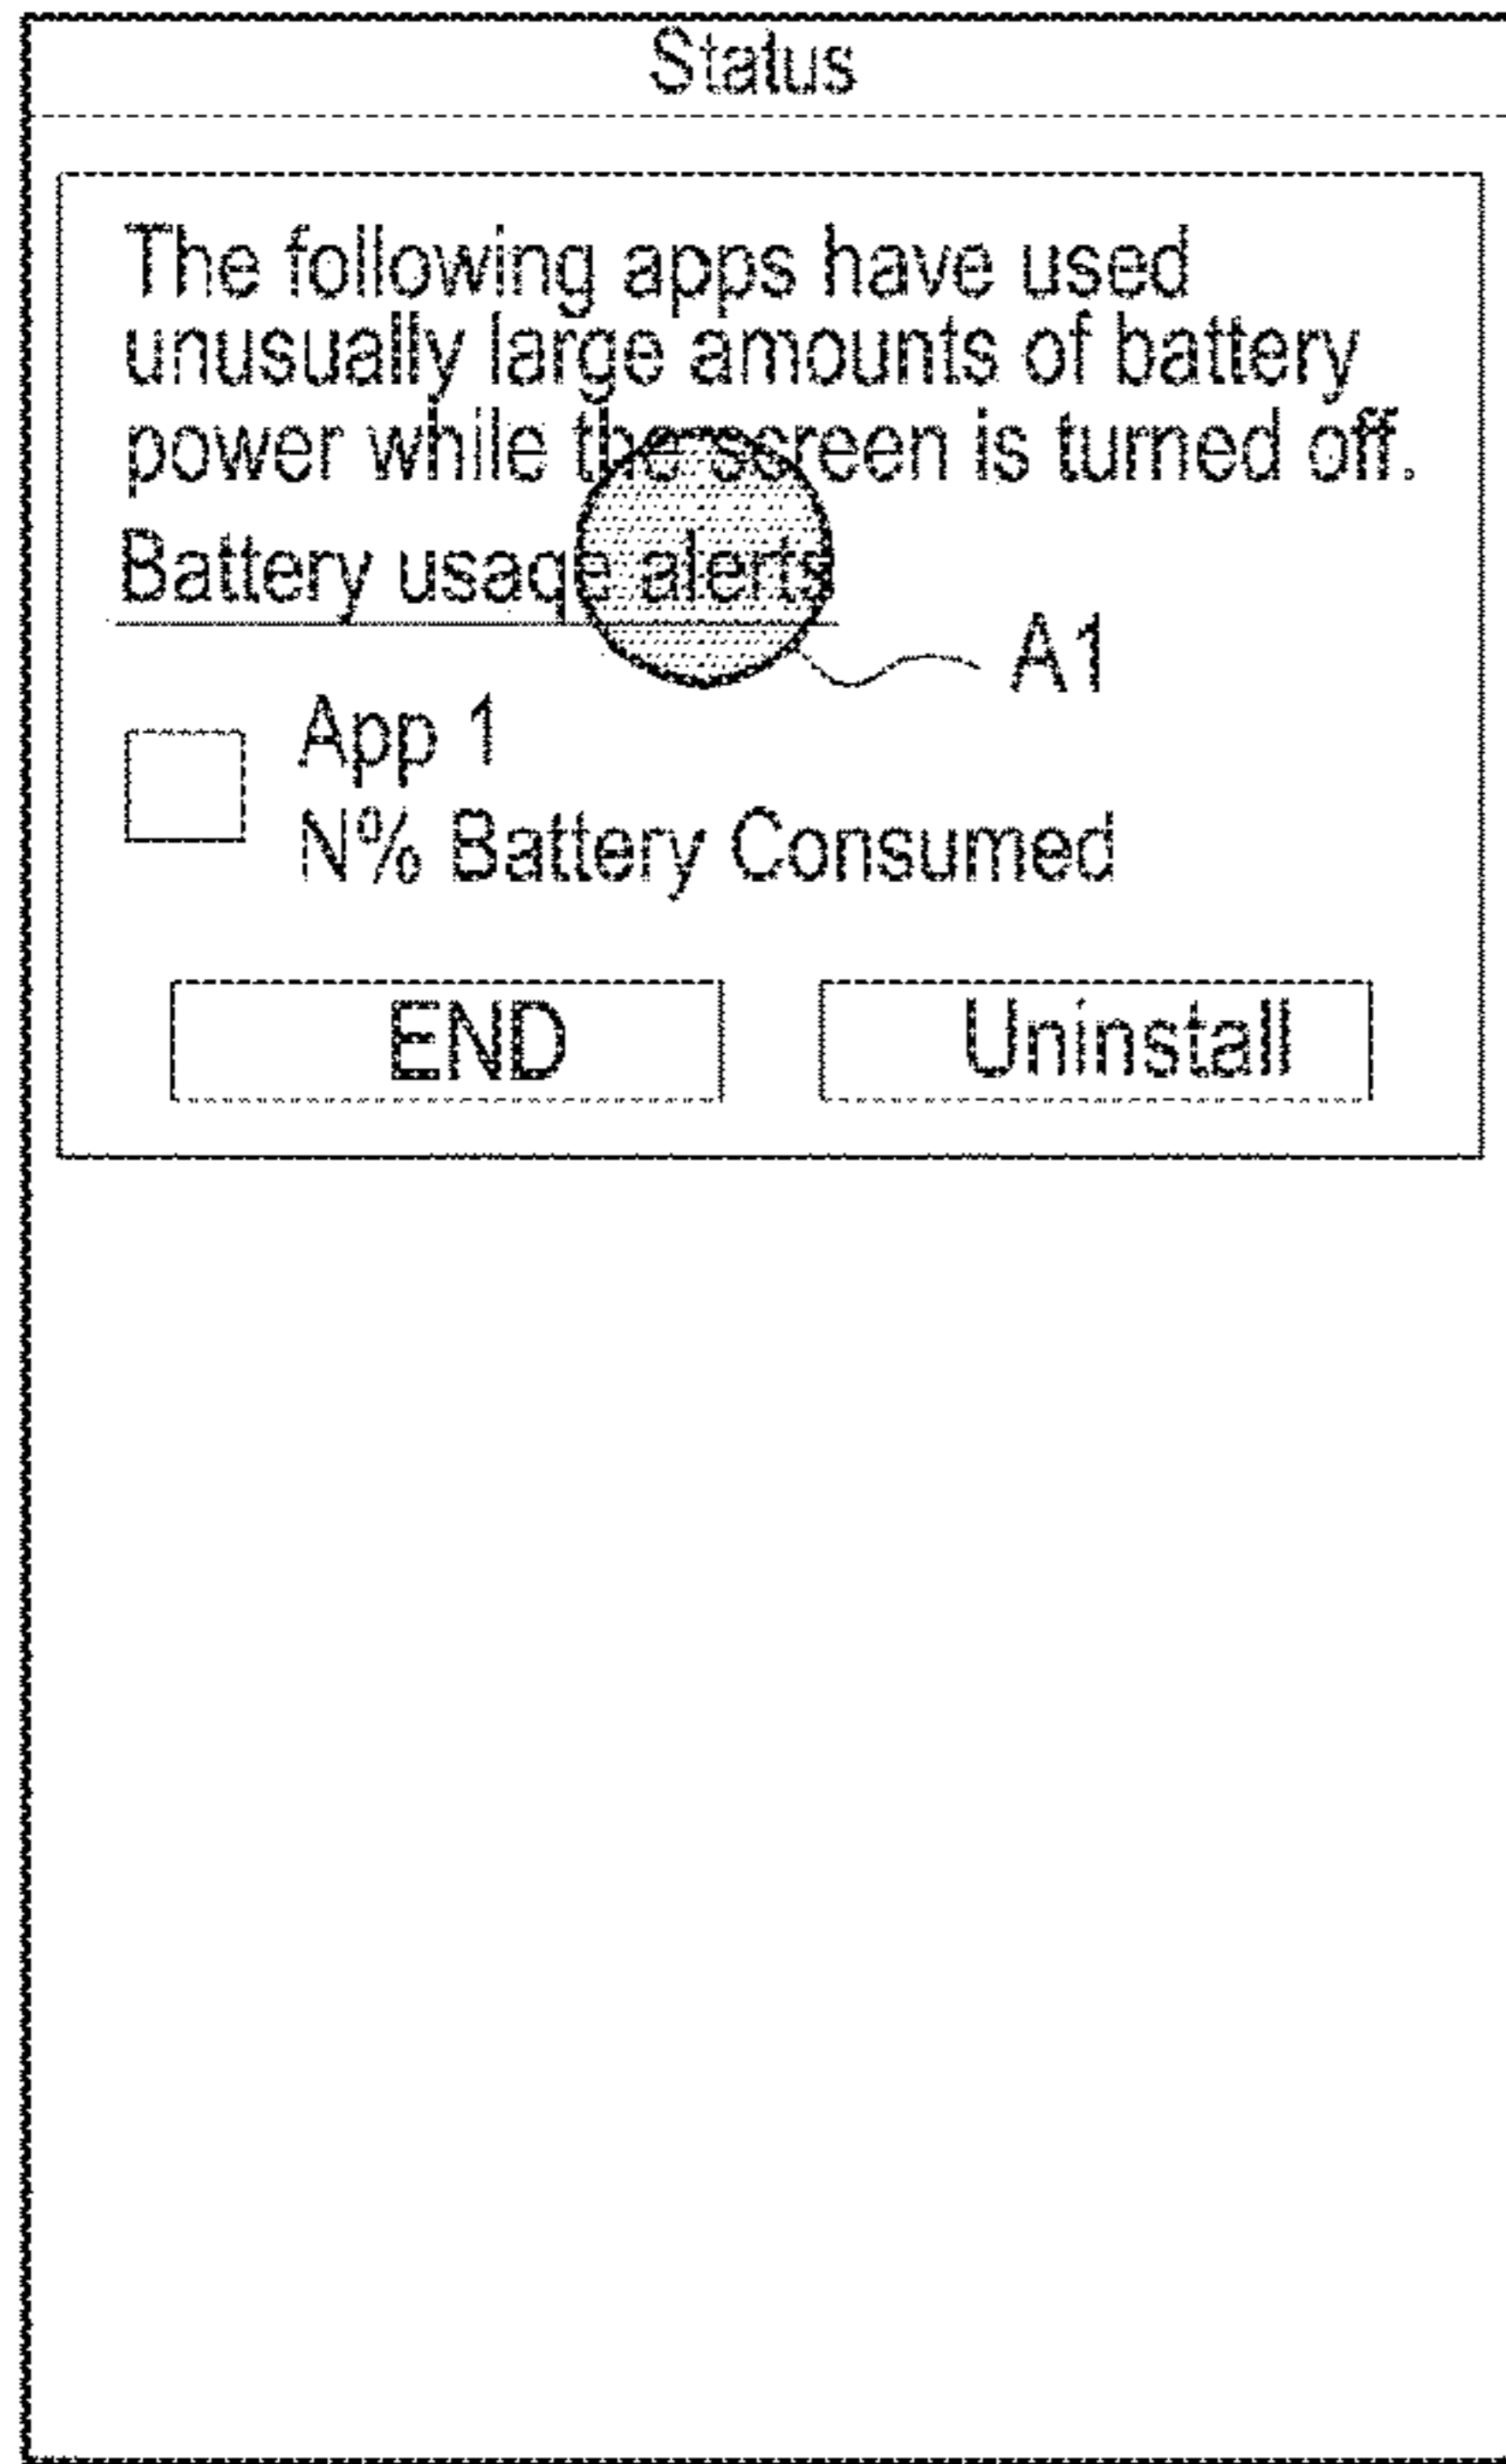 Status
The following apps have used
unusually large amounts of battery
power while the screen is turned off.
Battery usage alerts
A1
App 1
N% Battery Consumed
END Uninstall